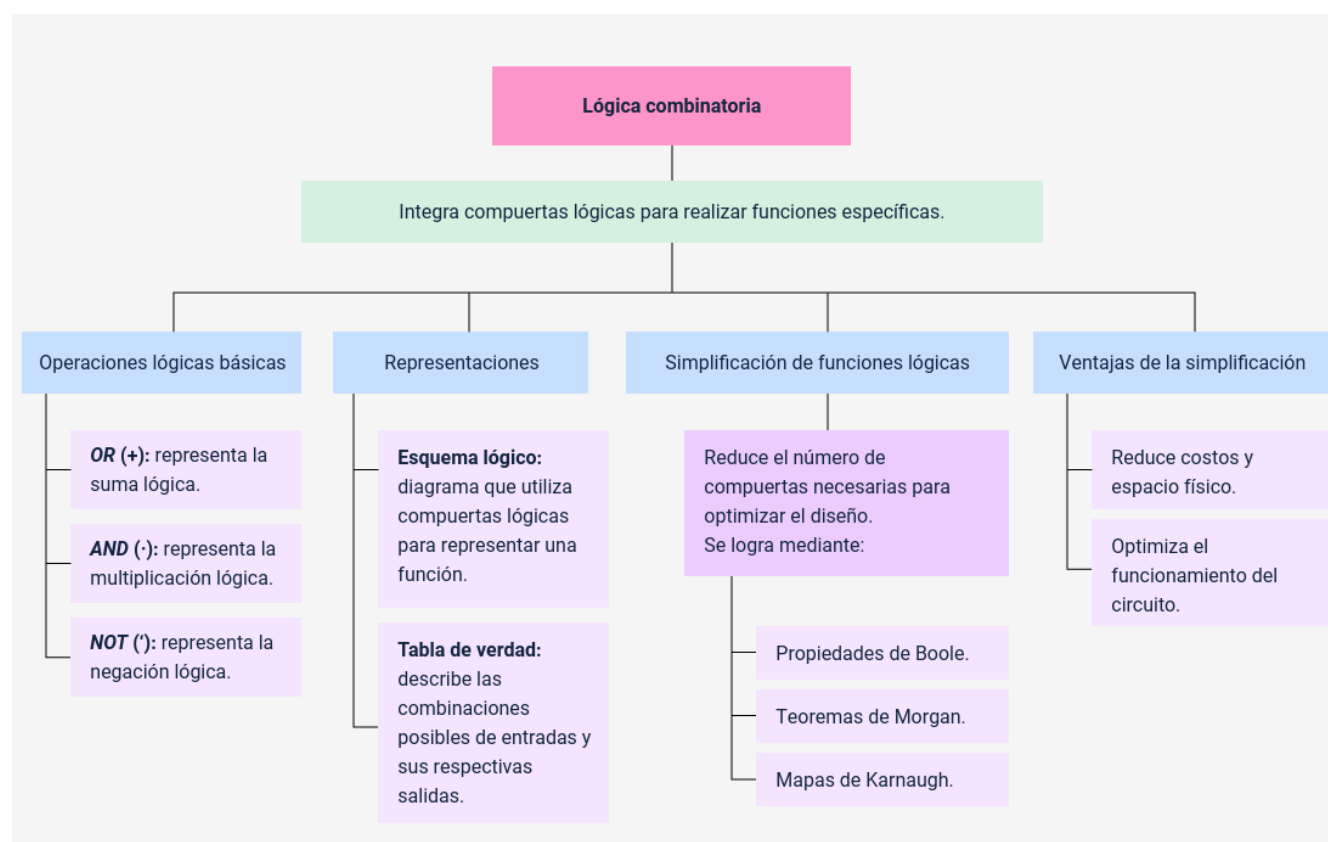 Lógica combinatoria
Integra compuertas lógicas para realizar funciones específicas.
Operaciones lógicas básicas
OR (+): representa la
suma lógica.
AND (·): representa la
multiplicación lógica.
NOT (‘): representa la
negación lógica.
Representaciones
Esquema lógico:
diagrama que utiliza
compuertas lógicas
para representar una
función.
Tabla de verdad:
describe las
combinaciones
posibles de entradas y
sus respectivas
salidas.
Simplificación de funciones lógicas
Reduce el número de
compuertas necesarias para
optimizar el diseño.
Se logra mediante:
Propiedades de Boole.
Teoremas de Morgan.
Mapas de Karnaugh.
Ventajas de la simplificación
Reduce costos y
espacio físico.
Optimiza el
funcionamiento del
circuito.